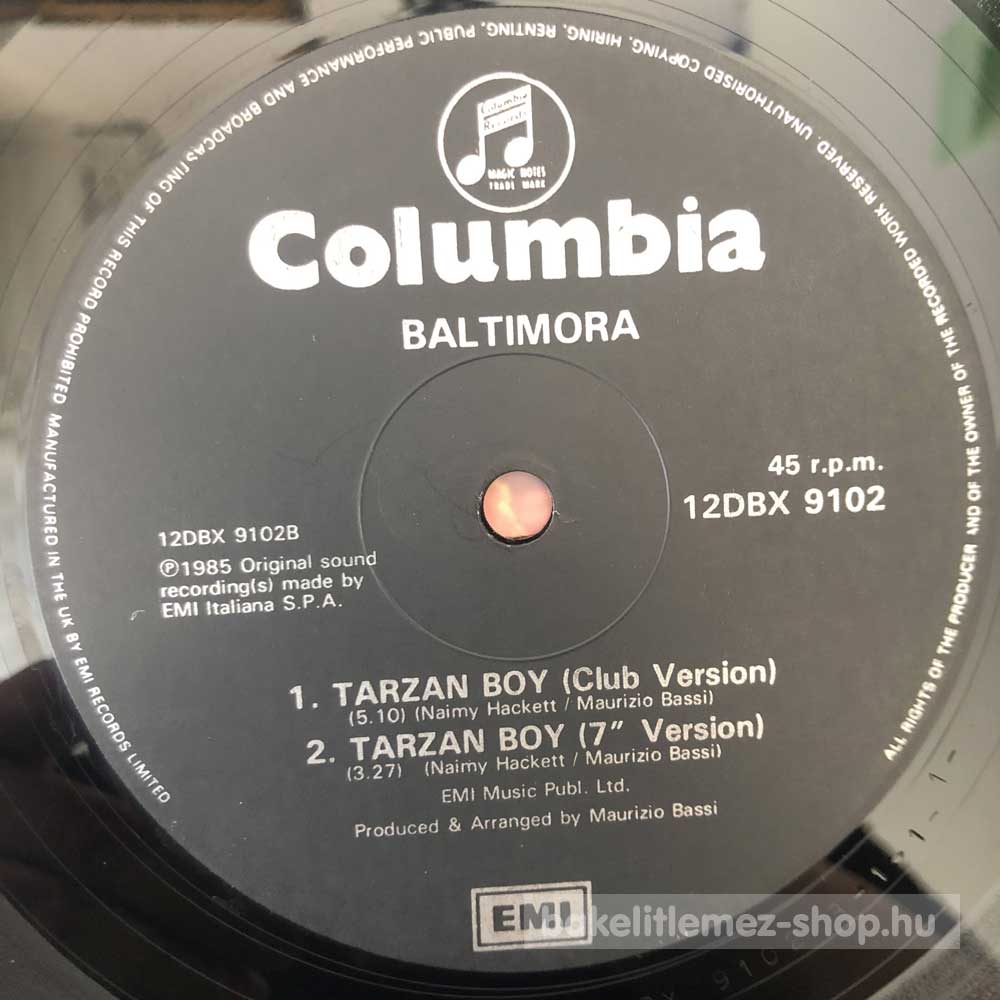 ALL RIGHTS OF THE PRODUCER AND OF THE OWNER OF THE RECORDED WORK RESERVED. UNAUTHORISED COPYING, HIRING, RENTING, PUBLIC PERFORMANCE AND BROADCASTING OF THIS RECORD PROHIBITED MANUFACTURED IN THE UK BY EMI RECORDS LIMITED
Columbia
Records
MAGIC NOTES
TRADE MARK
Columbia
BALTIMORA
45 r.p.m.
12DBX 9102
12DBX 9102B
℗1985 Original sound
recording(s) made by
EMI Italiana S.P.A.
1. TARZAN BOY (Club Version)
(5.10) (Naimy Hackett / Maurizio Bassi)
2. TARZAN BOY (7″ Version)
(3.27) (Naimy Hackett / Maurizio Bassi)
EMI Music Publ. Ltd.
Produced & Arranged by Maurizio Bassi
EMI
bakelitlemez-shop.hu